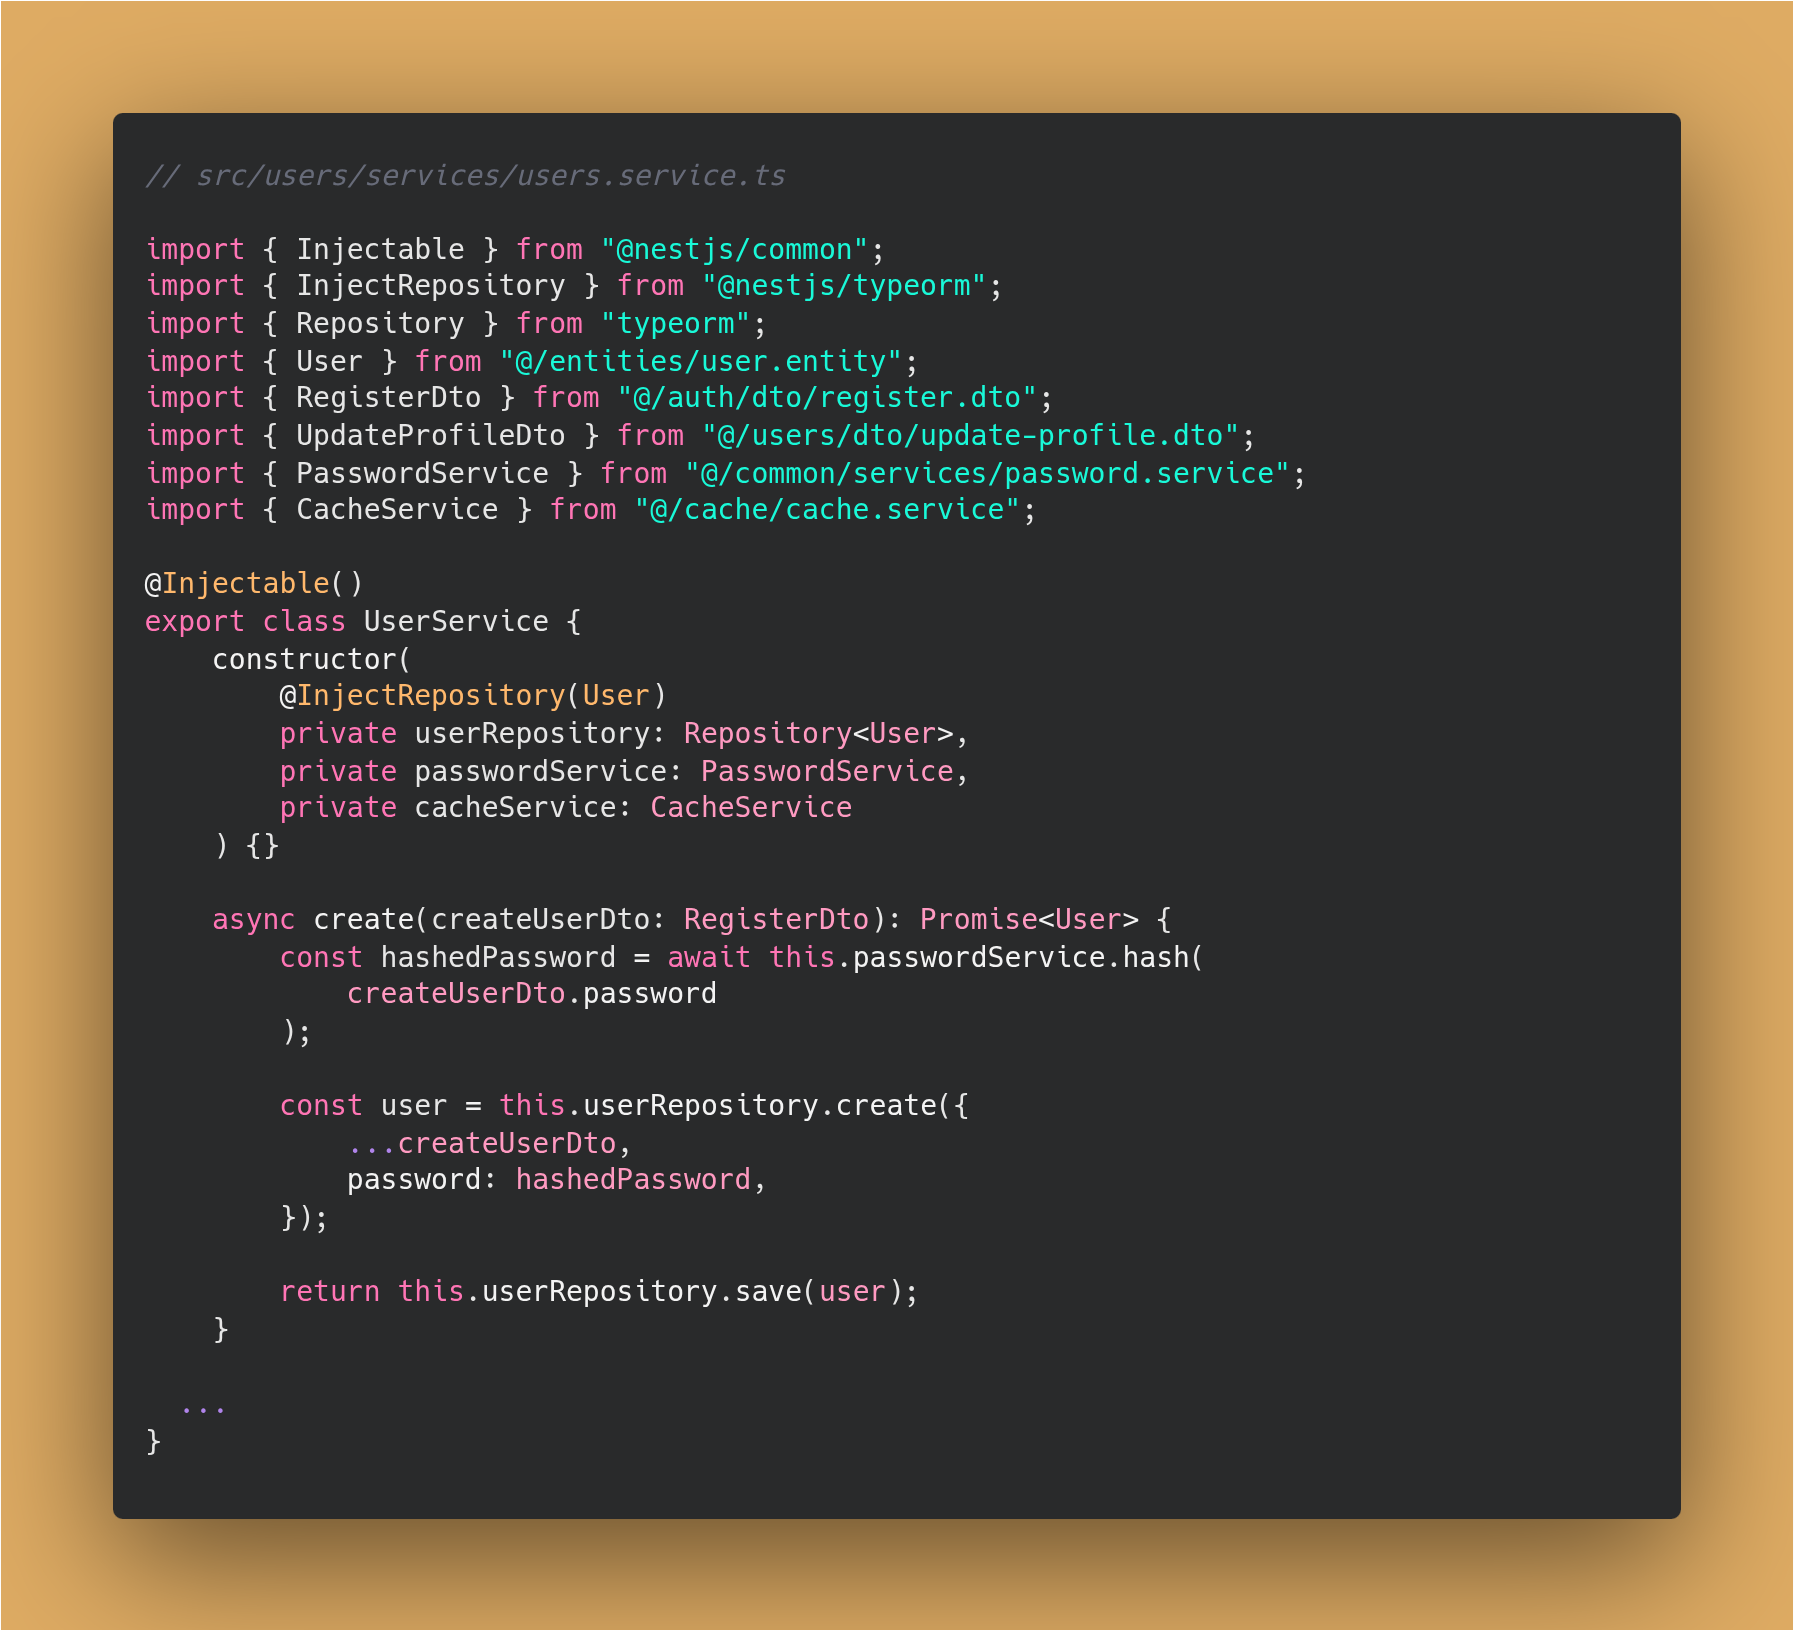 // src/users/services/users.service.ts

import { Injectable } from "@nestjs/common";
import { InjectRepository } from "@nestjs/typeorm";
import { Repository } from "typeorm";
import { User } from "@/entities/user.entity";
import { RegisterDto } from "@/auth/dto/register.dto";
import { UpdateProfileDto } from "@/users/dto/update-profile.dto";
import { PasswordService } from "@/common/services/password.service";
import { CacheService } from "@/cache/cache.service";

@Injectable()
export class UserService {
    constructor(
        @InjectRepository(User)
        private userRepository: Repository<User>,
        private passwordService: PasswordService,
        private cacheService: CacheService
    ) {}

    async create(createUserDto: RegisterDto): Promise<User> {
        const hashedPassword = await this.passwordService.hash(
            createUserDto.password
        );

        const user = this.userRepository.create({
            ...createUserDto,
            password: hashedPassword,
        });

        return this.userRepository.save(user);
    }

  ...
}